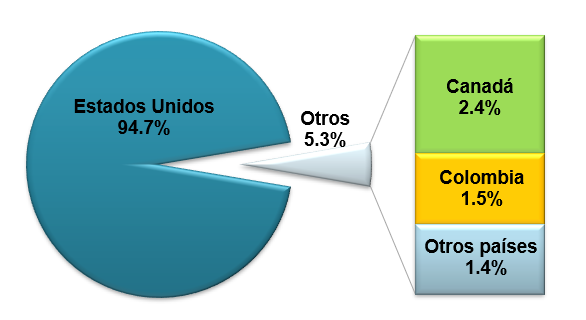 Estados Unidos
94.7%
Otros
5.3%
Canadá
2.4%
Colombia
1.5%
Otros países
1.4%